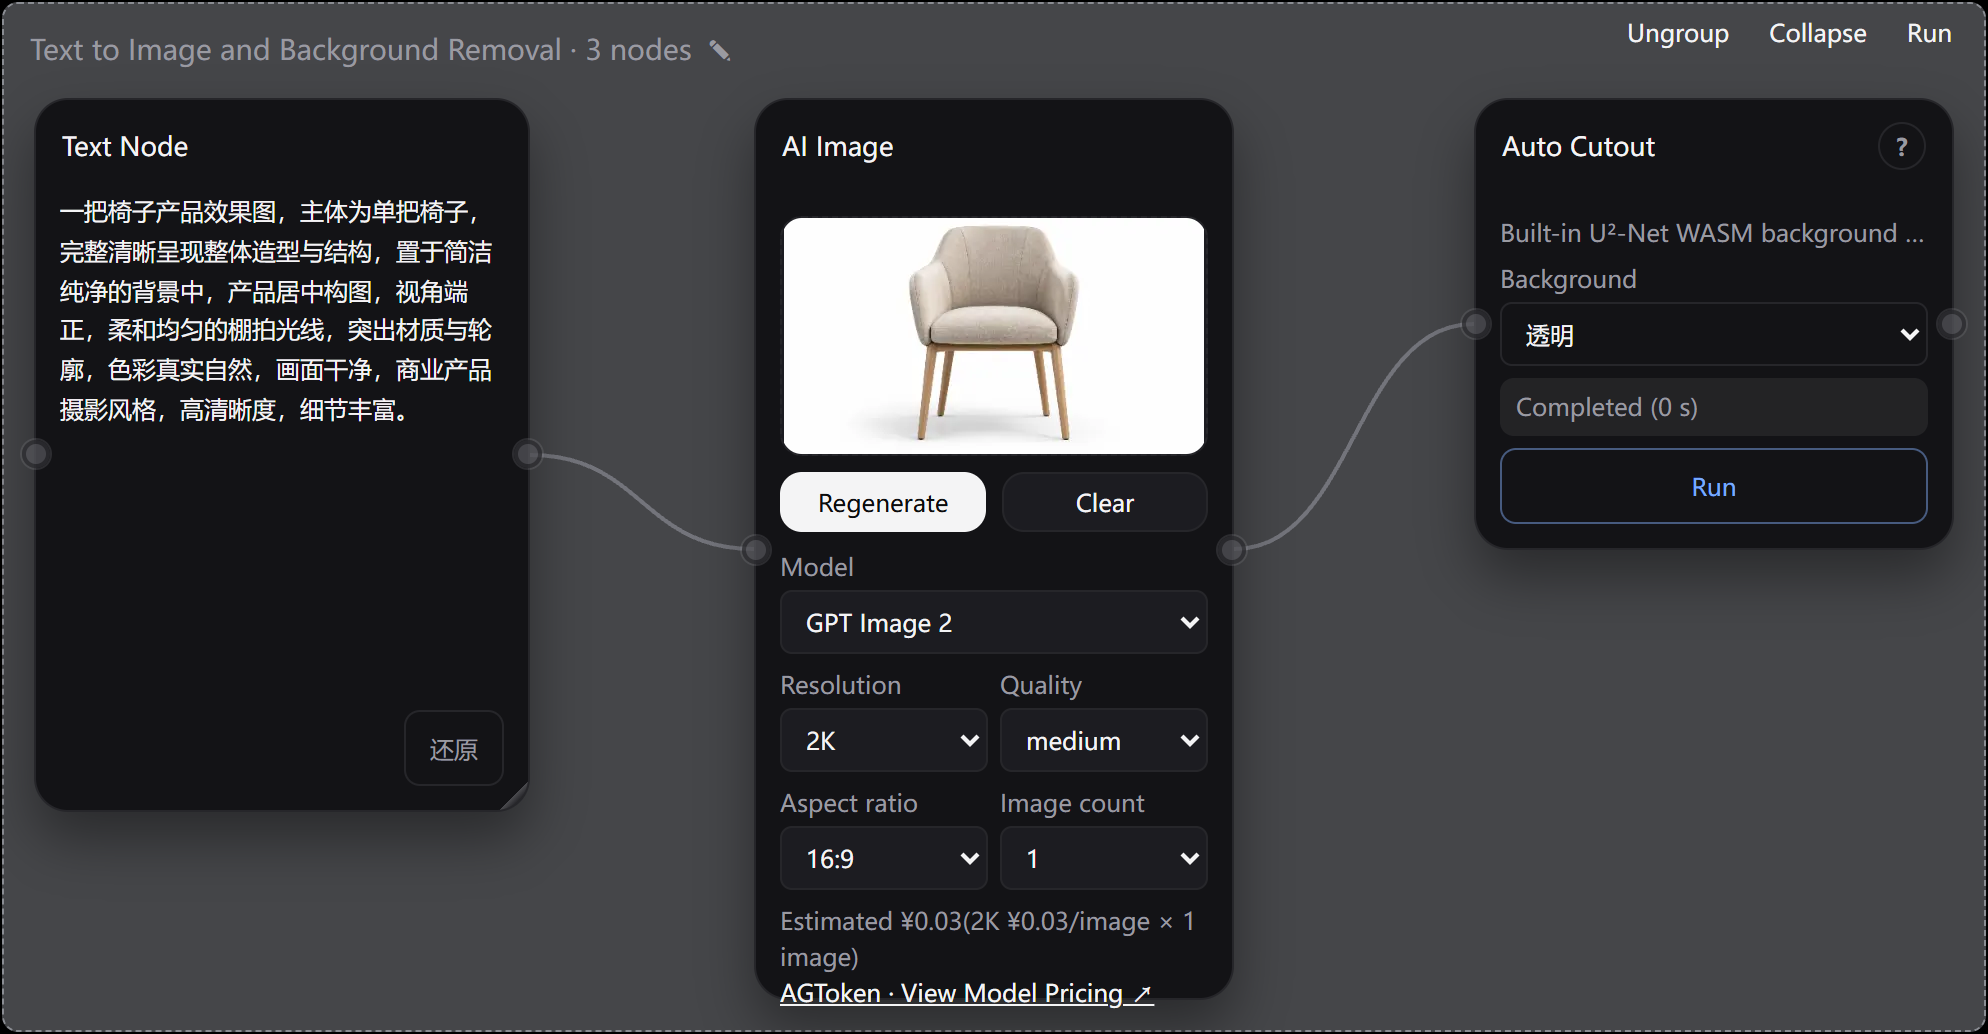 Text to Image and Background Removal · 3 nodes
Ungroup
Collapse
Run
Text Node
一把椅子产品效果图，主体为单把椅子，
完整清晰呈现整体造型与结构，置于简洁
纯净的背景中，产品居中构图，视角端
正，柔和均匀的棚拍光线，突出材质与轮
廓，色彩真实自然，画面干净，商业产品
摄影风格，高清晰度，细节丰富。
还原
AI Image
Regenerate
Clear
Model
GPT Image 2
Resolution
Quality
2K
medium
Aspect ratio
Image count
16:9
1
Estimated ¥0.03(2K ¥0.03/image × 1
image)
AGToken · View Model Pricing ↗
Auto Cutout
?
Built-in U²-Net WASM background ...
Background
透明
Completed (0 s)
Run